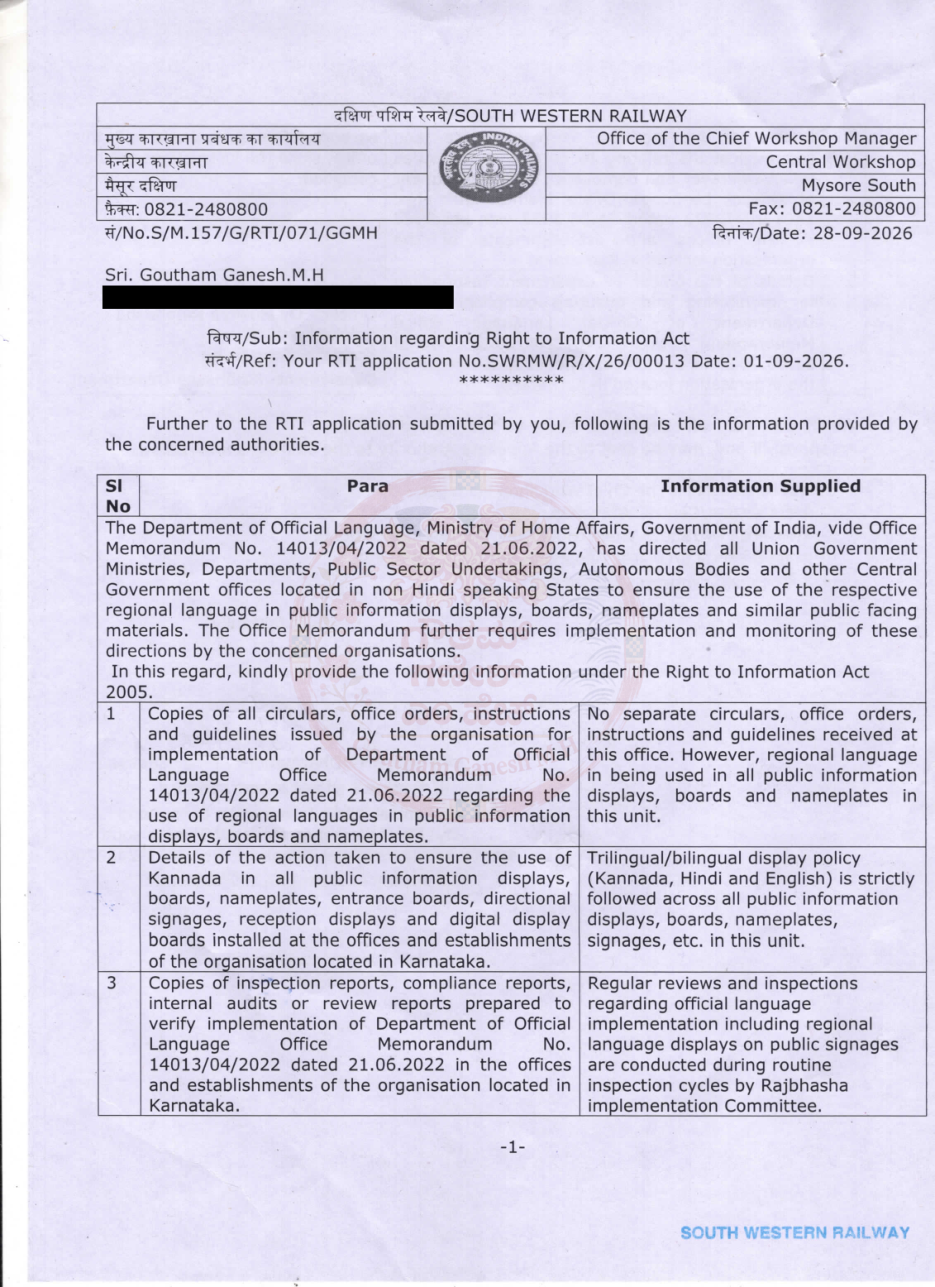 दक्षिण पश्चिम रेलवे/SOUTH WESTERN RAILWAY
मुख्य कारखाना प्रबंधक का कार्यालय
Office of the Chief Workshop Manager
केन्द्रीय कारखाना
Central Workshop
मैसूर दक्षिण
Mysore South
फ़ैक्स: 0821-2480800
Fax: 0821-2480800
INDIAN RAILWAYS
सं/No.S/M.157/G/RTI/071/GGMH
दिनांक/Date: 28-09-2026
Sri. Goutham Ganesh.M.H
विषय/Sub: Information regarding Right to Information Act
संदर्भ/Ref: Your RTI application No.SWRMW/R/X/26/00013 Date: 01-09-2026.
**********
Further to the RTI application submitted by you, following is the information provided by
the concerned authorities.
Sl
No
Para
Information Supplied
The Department of Official Language, Ministry of Home Affairs, Government of India, vide Office
Memorandum No. 14013/04/2022 dated 21.06.2022, has directed all Union Government
Ministries, Departments, Public Sector Undertakings, Autonomous Bodies and other Central
Government offices located in non Hindi speaking States to ensure the use of the respective
regional language in public information displays, boards, nameplates and similar public facing
materials. The Office Memorandum further requires implementation and monitoring of these
directions by the concerned organisations.
In this regard, kindly provide the following information under the Right to Information Act
2005.
1
Copies of all circulars, office orders, instructions
and guidelines issued by the organisation for
implementation of Department of Official
Language Office Memorandum No.
14013/04/2022 dated 21.06.2022 regarding the
use of regional languages in public information
displays, boards and nameplates.
No separate circulars, office orders,
instructions and guidelines received at
this office. However, regional language
in being used in all public information
displays, boards and nameplates in
this unit.
2
Details of the action taken to ensure the use of
Kannada in all public information displays,
boards, nameplates, entrance boards, directional
signages, reception displays and digital display
boards installed at the offices and establishments
of the organisation located in Karnataka.
Trilingual/bilingual display policy
(Kannada, Hindi and English) is strictly
followed across all public information
displays, boards, nameplates,
signages, etc. in this unit.
3
Copies of inspection reports, compliance reports,
internal audits or review reports prepared to
verify implementation of Department of Official
Language Office Memorandum No.
14013/04/2022 dated 21.06.2022 in the offices
and establishments of the organisation located in
Karnataka.
Regular reviews and inspections
regarding official language
implementation including regional
language displays on public signages
are conducted during routine
inspection cycles by Rajbhasha
implementation Committee.
-1-
SOUTH WESTERN RAILWAY
ಗೌತಮ್
ಗಣೇಶ್
ಎಂ ಹೆಚ್
Goutham Ganesh M H